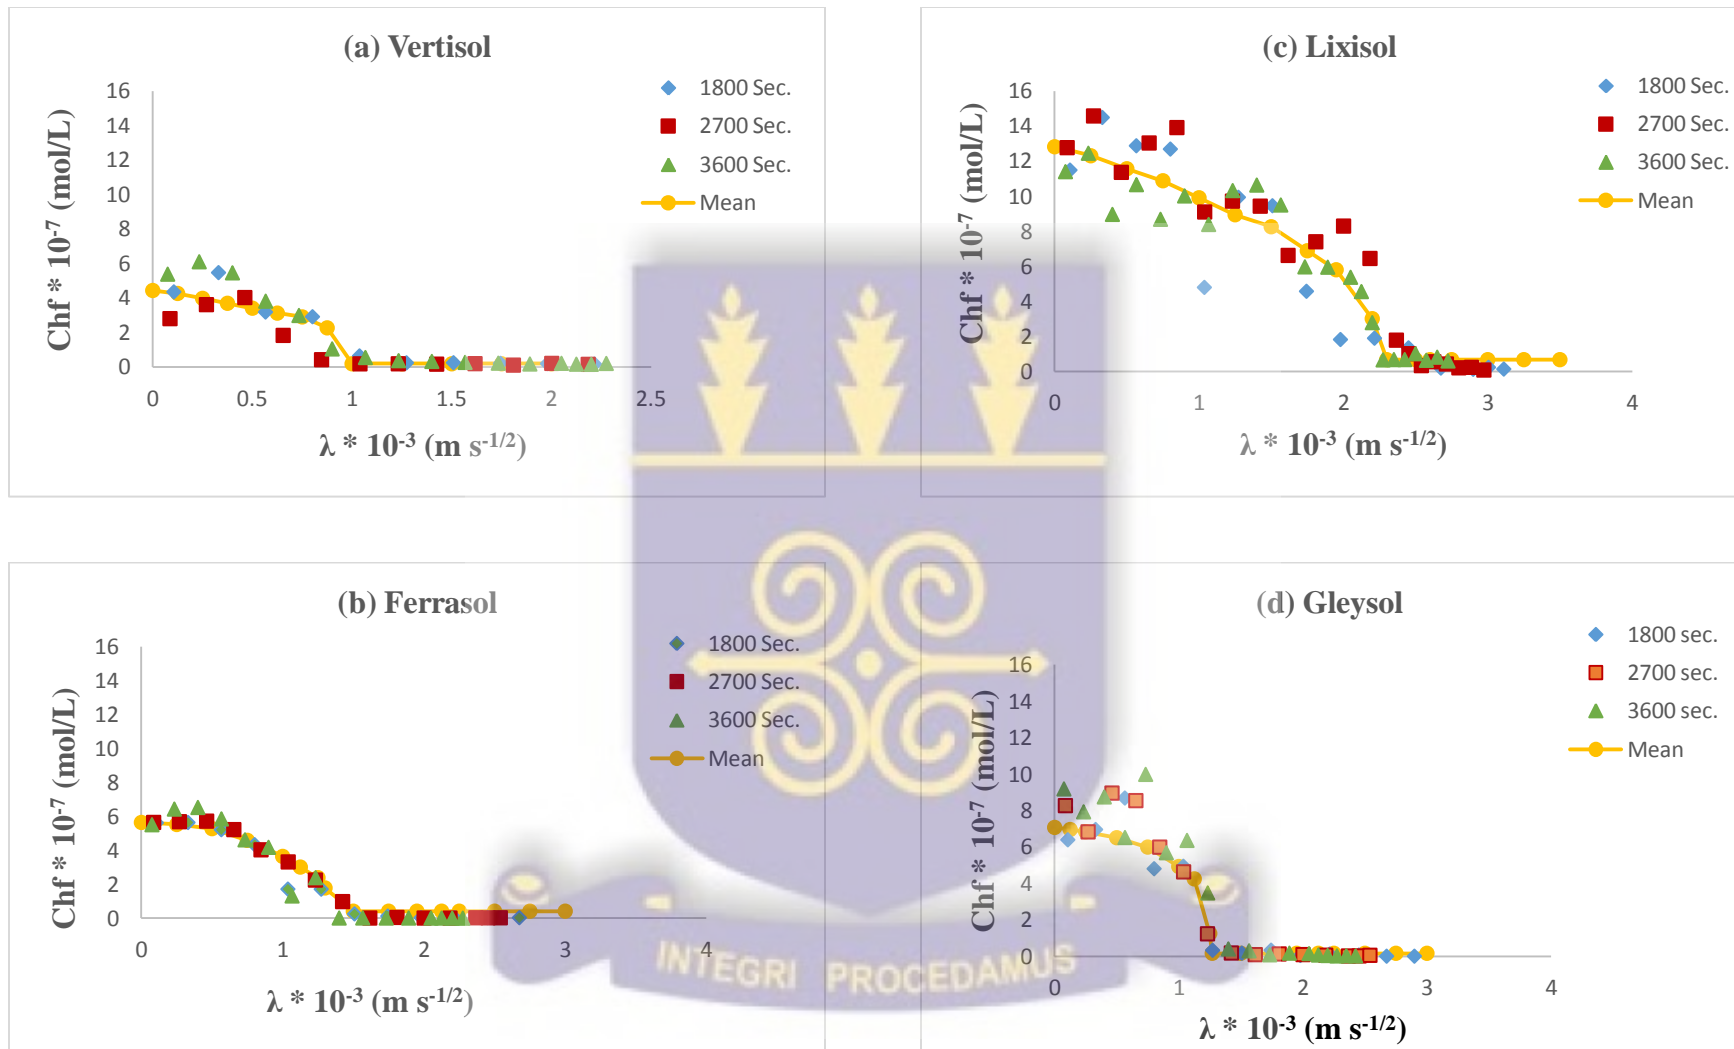 (a) Vertisol
1800 Sec.
2700 Sec.
3600 Sec.
Mean
Chf * 10⁻⁷ (mol/L)
16
14
12
10
8
6
4
2
0
0 0.5 1 1.5 2 2.5
λ * 10⁻³ (m s⁻¹/²)
(c) Lixisol
1800 Sec.
2700 Sec.
3600 Sec.
Mean
Chf * 10⁻⁷ (mol/L)
16
14
12
10
8
6
4
2
0
0 1 2 3 4
λ * 10⁻³ (m s⁻¹/²)
(b) Ferrasol
1800 Sec.
2700 Sec.
3600 Sec.
Mean
Chf * 10⁻⁷ (mol/L)
16
14
12
10
8
6
4
2
0
0 1 2 3 4
λ * 10⁻³ (m s⁻¹/²)
(d) Gleysol
1800 sec.
2700 sec.
3600 sec.
Mean
Chf * 10⁻⁷ (mol/L)
16
14
12
10
8
6
4
2
0
0 1 2 3 4
λ * 10⁻³ (m s⁻¹/²)
INTEGRI PROCEDAMUS